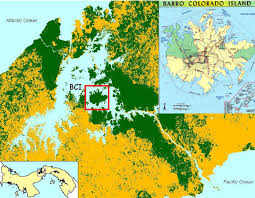 Atlantic Ocean
BARRO COLORADO ISLAND
BCI
Pacific Ocean